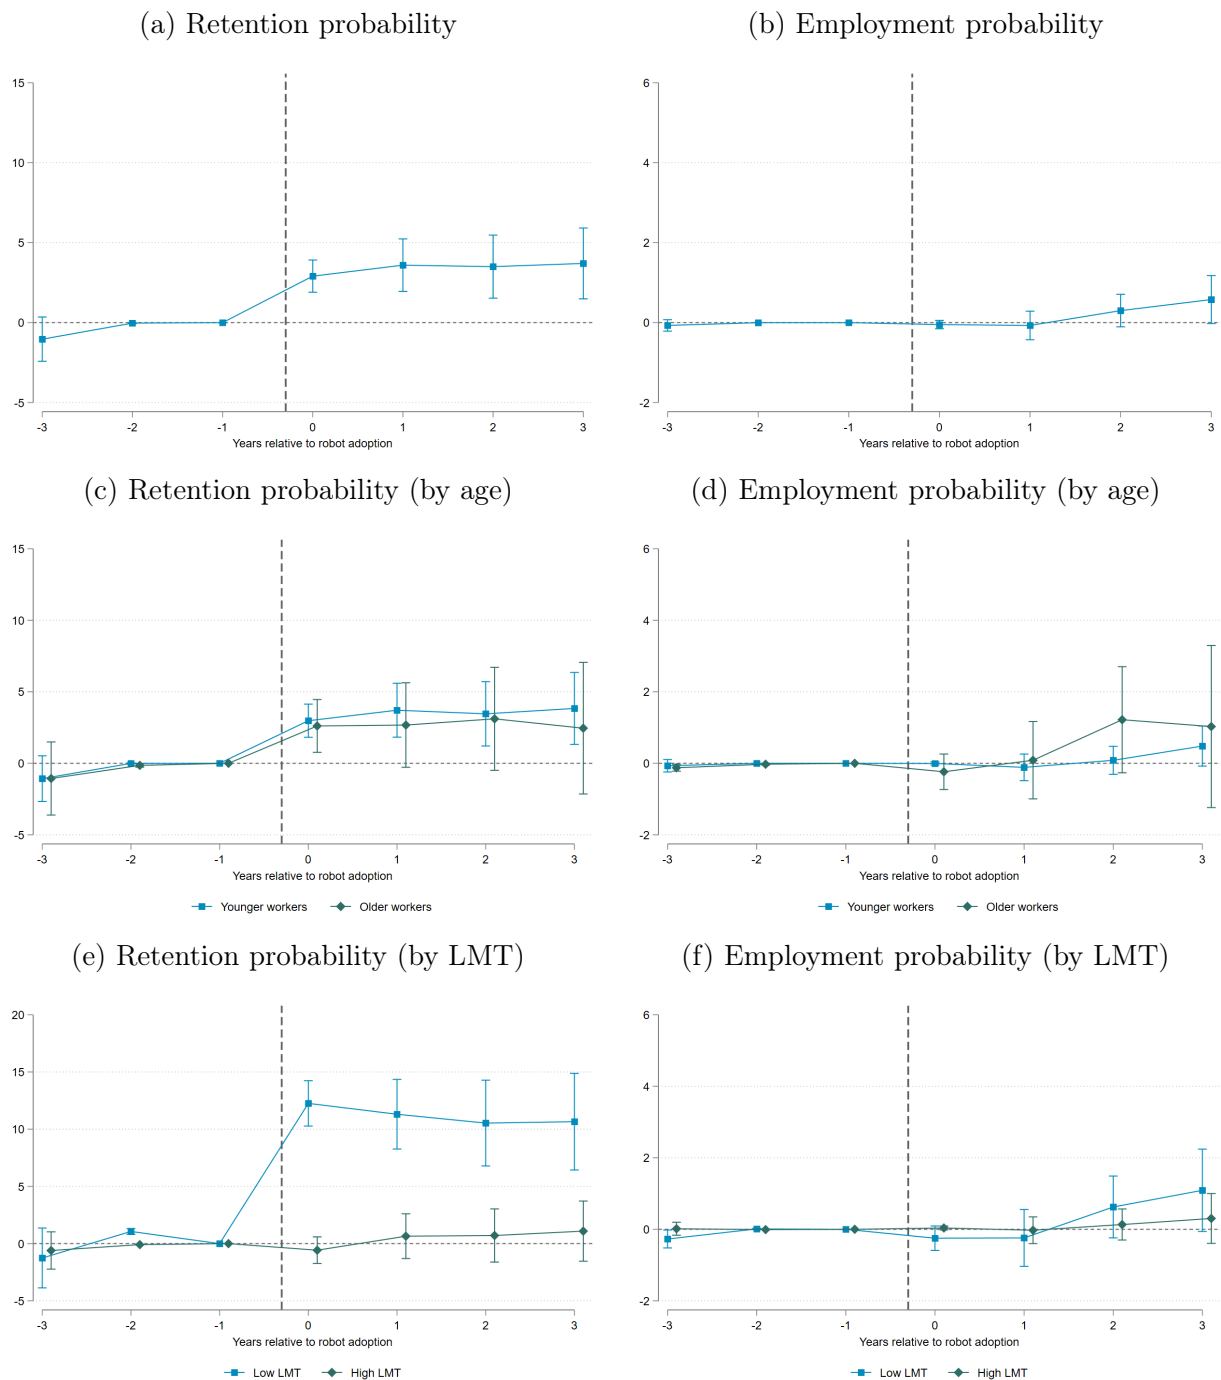 (a) Retention probability
15
10
5
0
-5
-3 -2 -1 0 1 2 3
Years relative to robot adoption
(b) Employment probability
6
4
2
0
-2
-3 -2 -1 0 1 2 3
Years relative to robot adoption
(c) Retention probability (by age)
15
10
5
0
-5
-3 -2 -1 0 1 2 3
Years relative to robot adoption
Younger workers Older workers
(d) Employment probability (by age)
6
4
2
0
-2
-3 -2 -1 0 1 2 3
Years relative to robot adoption
Younger workers Older workers
(e) Retention probability (by LMT)
20
15
10
5
0
-5
-3 -2 -1 0 1 2 3
Years relative to robot adoption
Low LMT High LMT
(f) Employment probability (by LMT)
6
4
2
0
-2
-3 -2 -1 0 1 2 3
Years relative to robot adoption
Low LMT High LMT